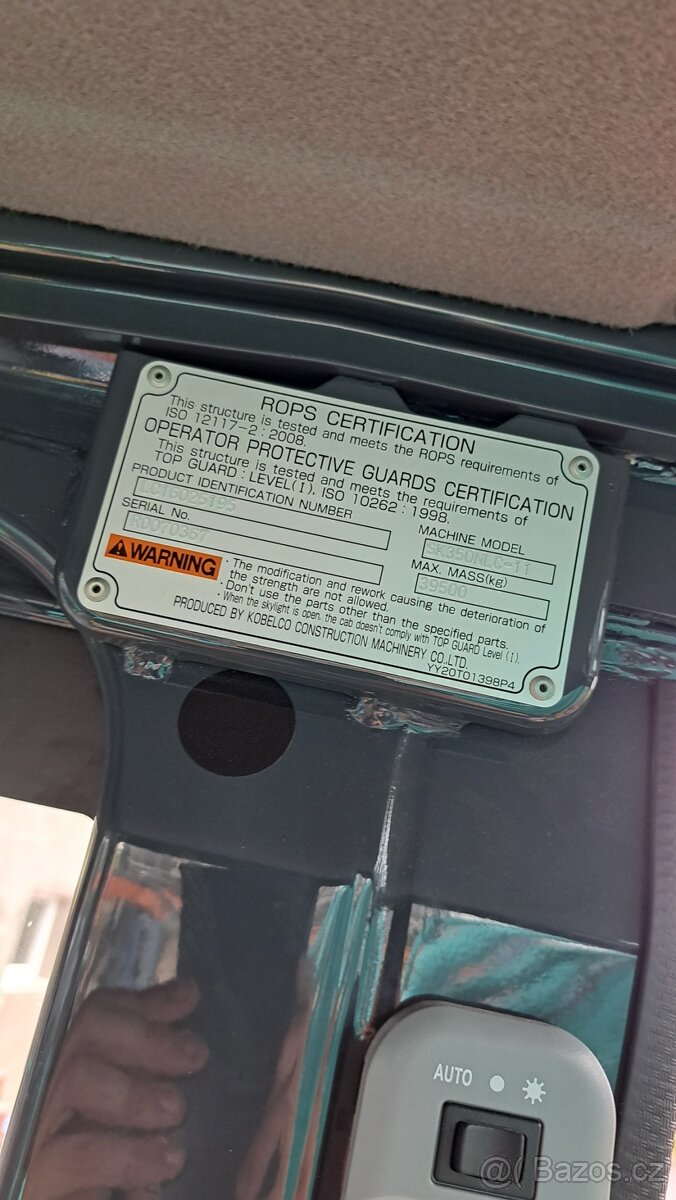 ROPS CERTIFICATION
This structure is tested and meets the ROPS requirements of
ISO 12117-2 : 2008.
OPERATOR PROTECTIVE GUARDS CERTIFICATION
This structure is tested and meets the requirements of
TOP GUARD : LEVEL(I), ISO 10262 : 1998.
PRODUCT IDENTIFICATION NUMBER
MACHINE MODEL
SK350NLC-11
SERIAL No.
R0070357
MAX. MASS(kg)
39500
WARNING
· The modification and rework causing the deterioration of
the strength are not allowed.
· Don't use the parts other than the specified parts.
· When the skylight is open, the cab doesn't comply with TOP GUARD Level (I).
PRODUCED BY KOBELCO CONSTRUCTION MACHINERY CO.,LTD.
YY20T01398P4
AUTO
@( Bazos.cz